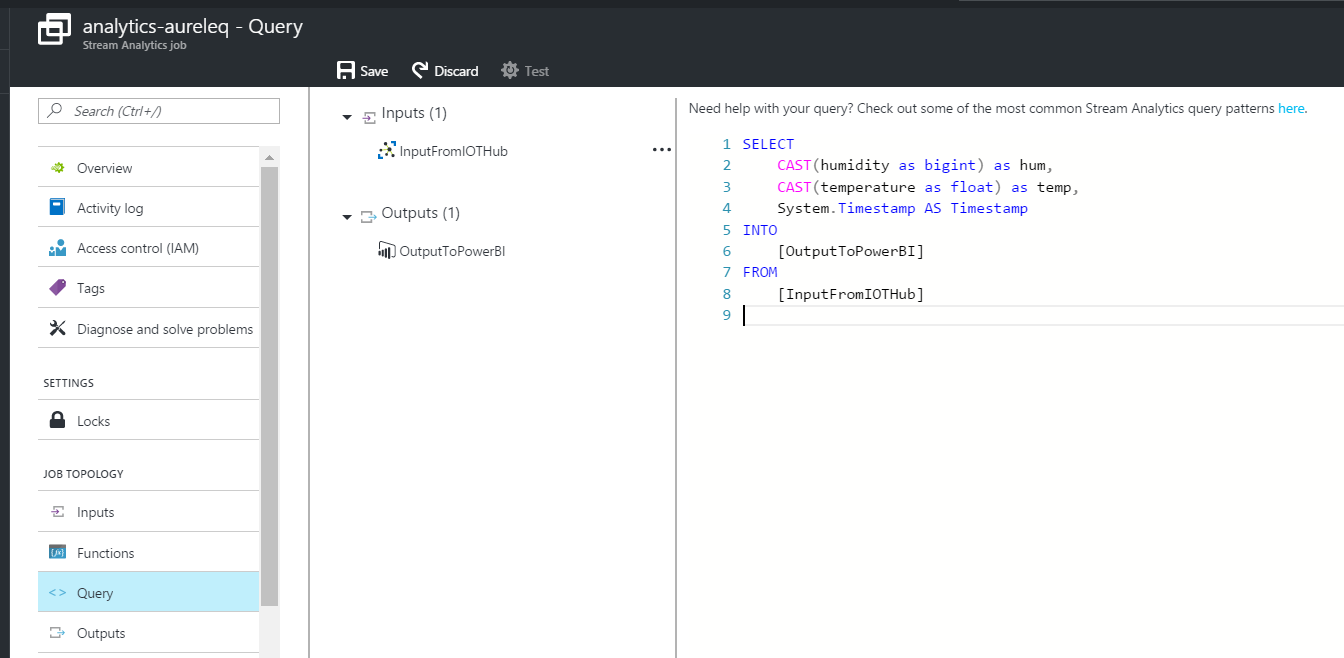 analytics-aureleq - Query
Stream Analytics job
Save Discard Test
Search (Ctrl+/)
Overview
Activity log
Access control (IAM)
Tags
Diagnose and solve problems
SETTINGS
Locks
JOB TOPOLOGY
Inputs
Functions
Query
Outputs
Inputs (1)
InputFromIOTHub
Outputs (1)
OutputToPowerBI
Need help with your query? Check out some of the most common Stream Analytics query patterns here.
1 SELECT
2 CAST(humidity as bigint) as hum,
3 CAST(temperature as float) as temp,
4 System.Timestamp AS Timestamp
5 INTO
6 [OutputToPowerBI]
7 FROM
8 [InputFromIOTHub]
9